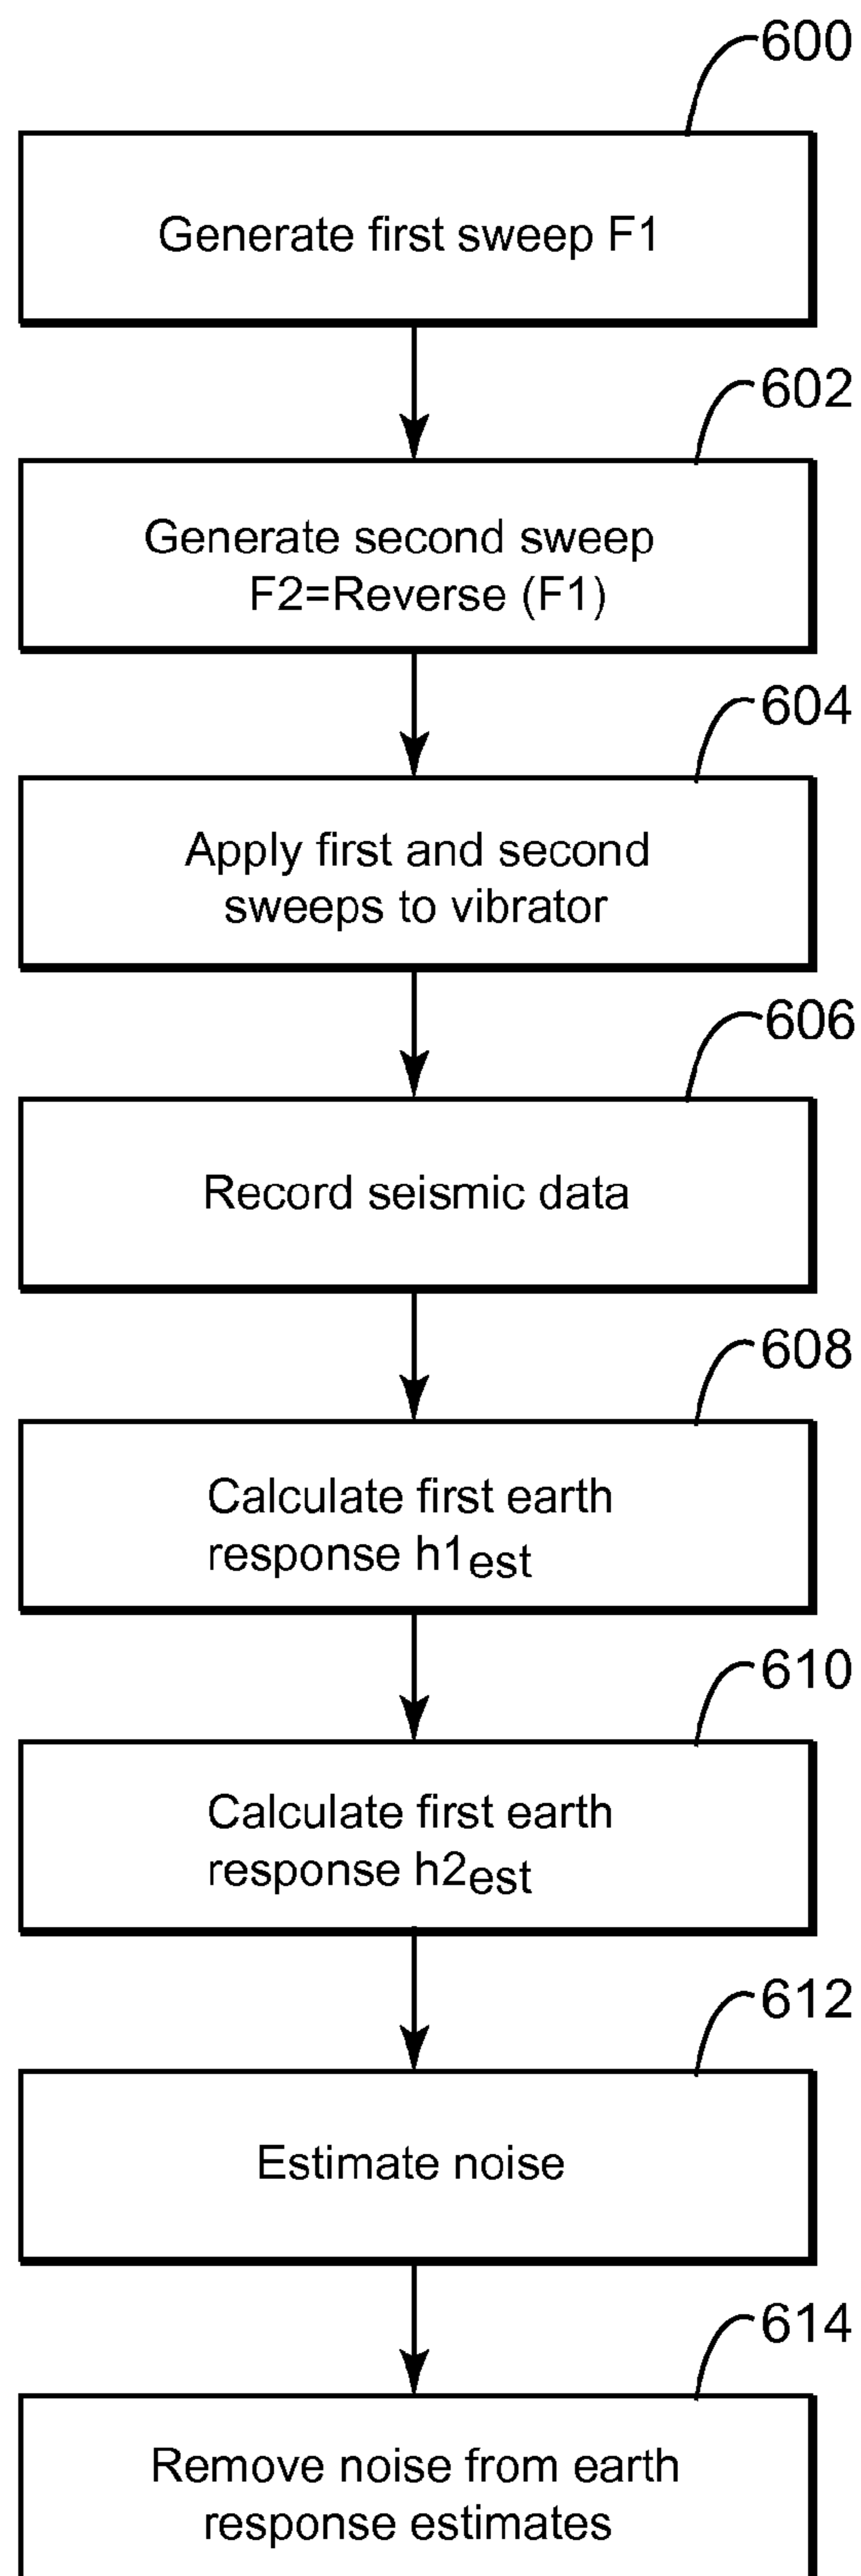 600
Generate first sweep F1
602
Generate second sweep
F2=Reverse (F1)
604
Apply first and second
sweeps to vibrator
606
Record seismic data
608
Calculate first earth
response h1est
610
Calculate first earth
response h2est
612
Estimate noise
614
Remove noise from earth
response estimates